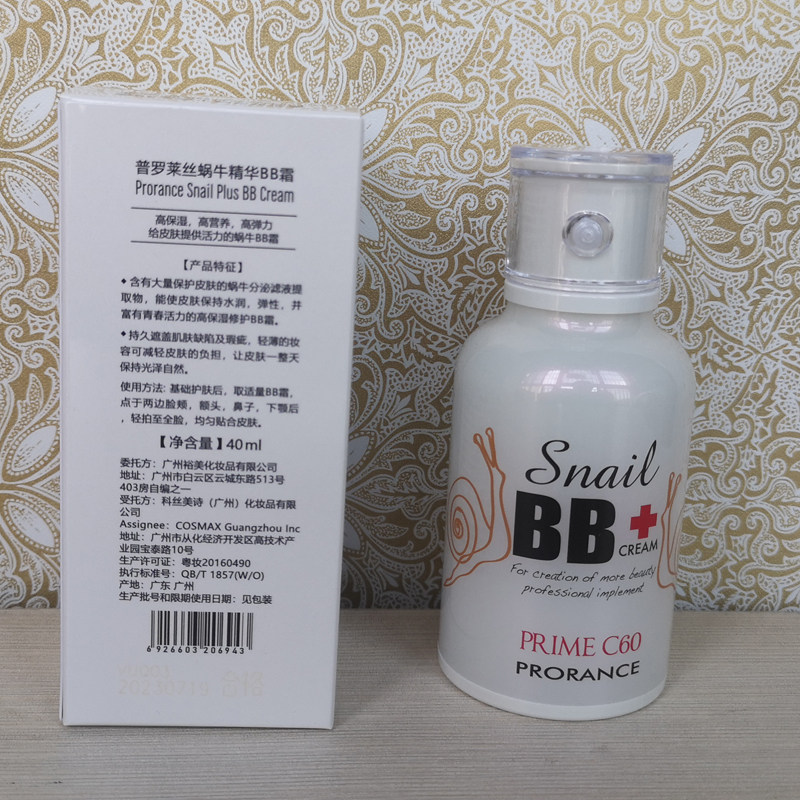 普罗莱丝蜗牛精华BB霜
Prorance Snail Plus BB Cream
高保湿，高营养，高弹力
给皮肤提供活力的蜗牛BB霜
【产品特征】
◆含有大量保护皮肤的蜗牛分泌滤液提
取物，能使皮肤保持水润，弹性，并
富有青春活力的高保湿修护BB霜。
◆持久遮盖肌肤缺陷及瑕疵，轻薄的妆
容可减轻皮肤的负担，让皮肤一整天
保持光泽自然。
使用方法: 基础护肤后，取适量BB霜，
点于两边脸颊，额头，鼻子，下颚后
，轻拍至全脸，均匀贴合皮肤。
【净含量】40ml
委托方：广州裕美化妆品有限公司
地址：广州市白云区云城东路513号
403房自编之一
受托方：科丝美诗（广州）化妆品有限
公司
Assignee：COSMAX Guangzhou Inc
地址：广州市从化经济开发区高技术产
业园宝泰路10号
生产许可证：粤妆20160490
执行标准号：QB/T 1857(W/O)
产地：广东 广州
生产批号和限期使用日期：见包装
6926603206943
20230719
Snail
BB+
CREAM
For creation of more beauty,
professional implement
PRIME C60
PRORANCE